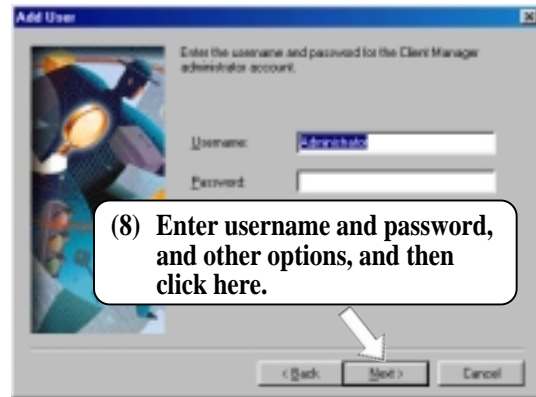 Add User
Enter the username and password for the Client Manager
administrator account.
Username:
Administrator
Password:
(8) Enter username and password,
and other options, and then
click here.
< Back
Next >
Cancel